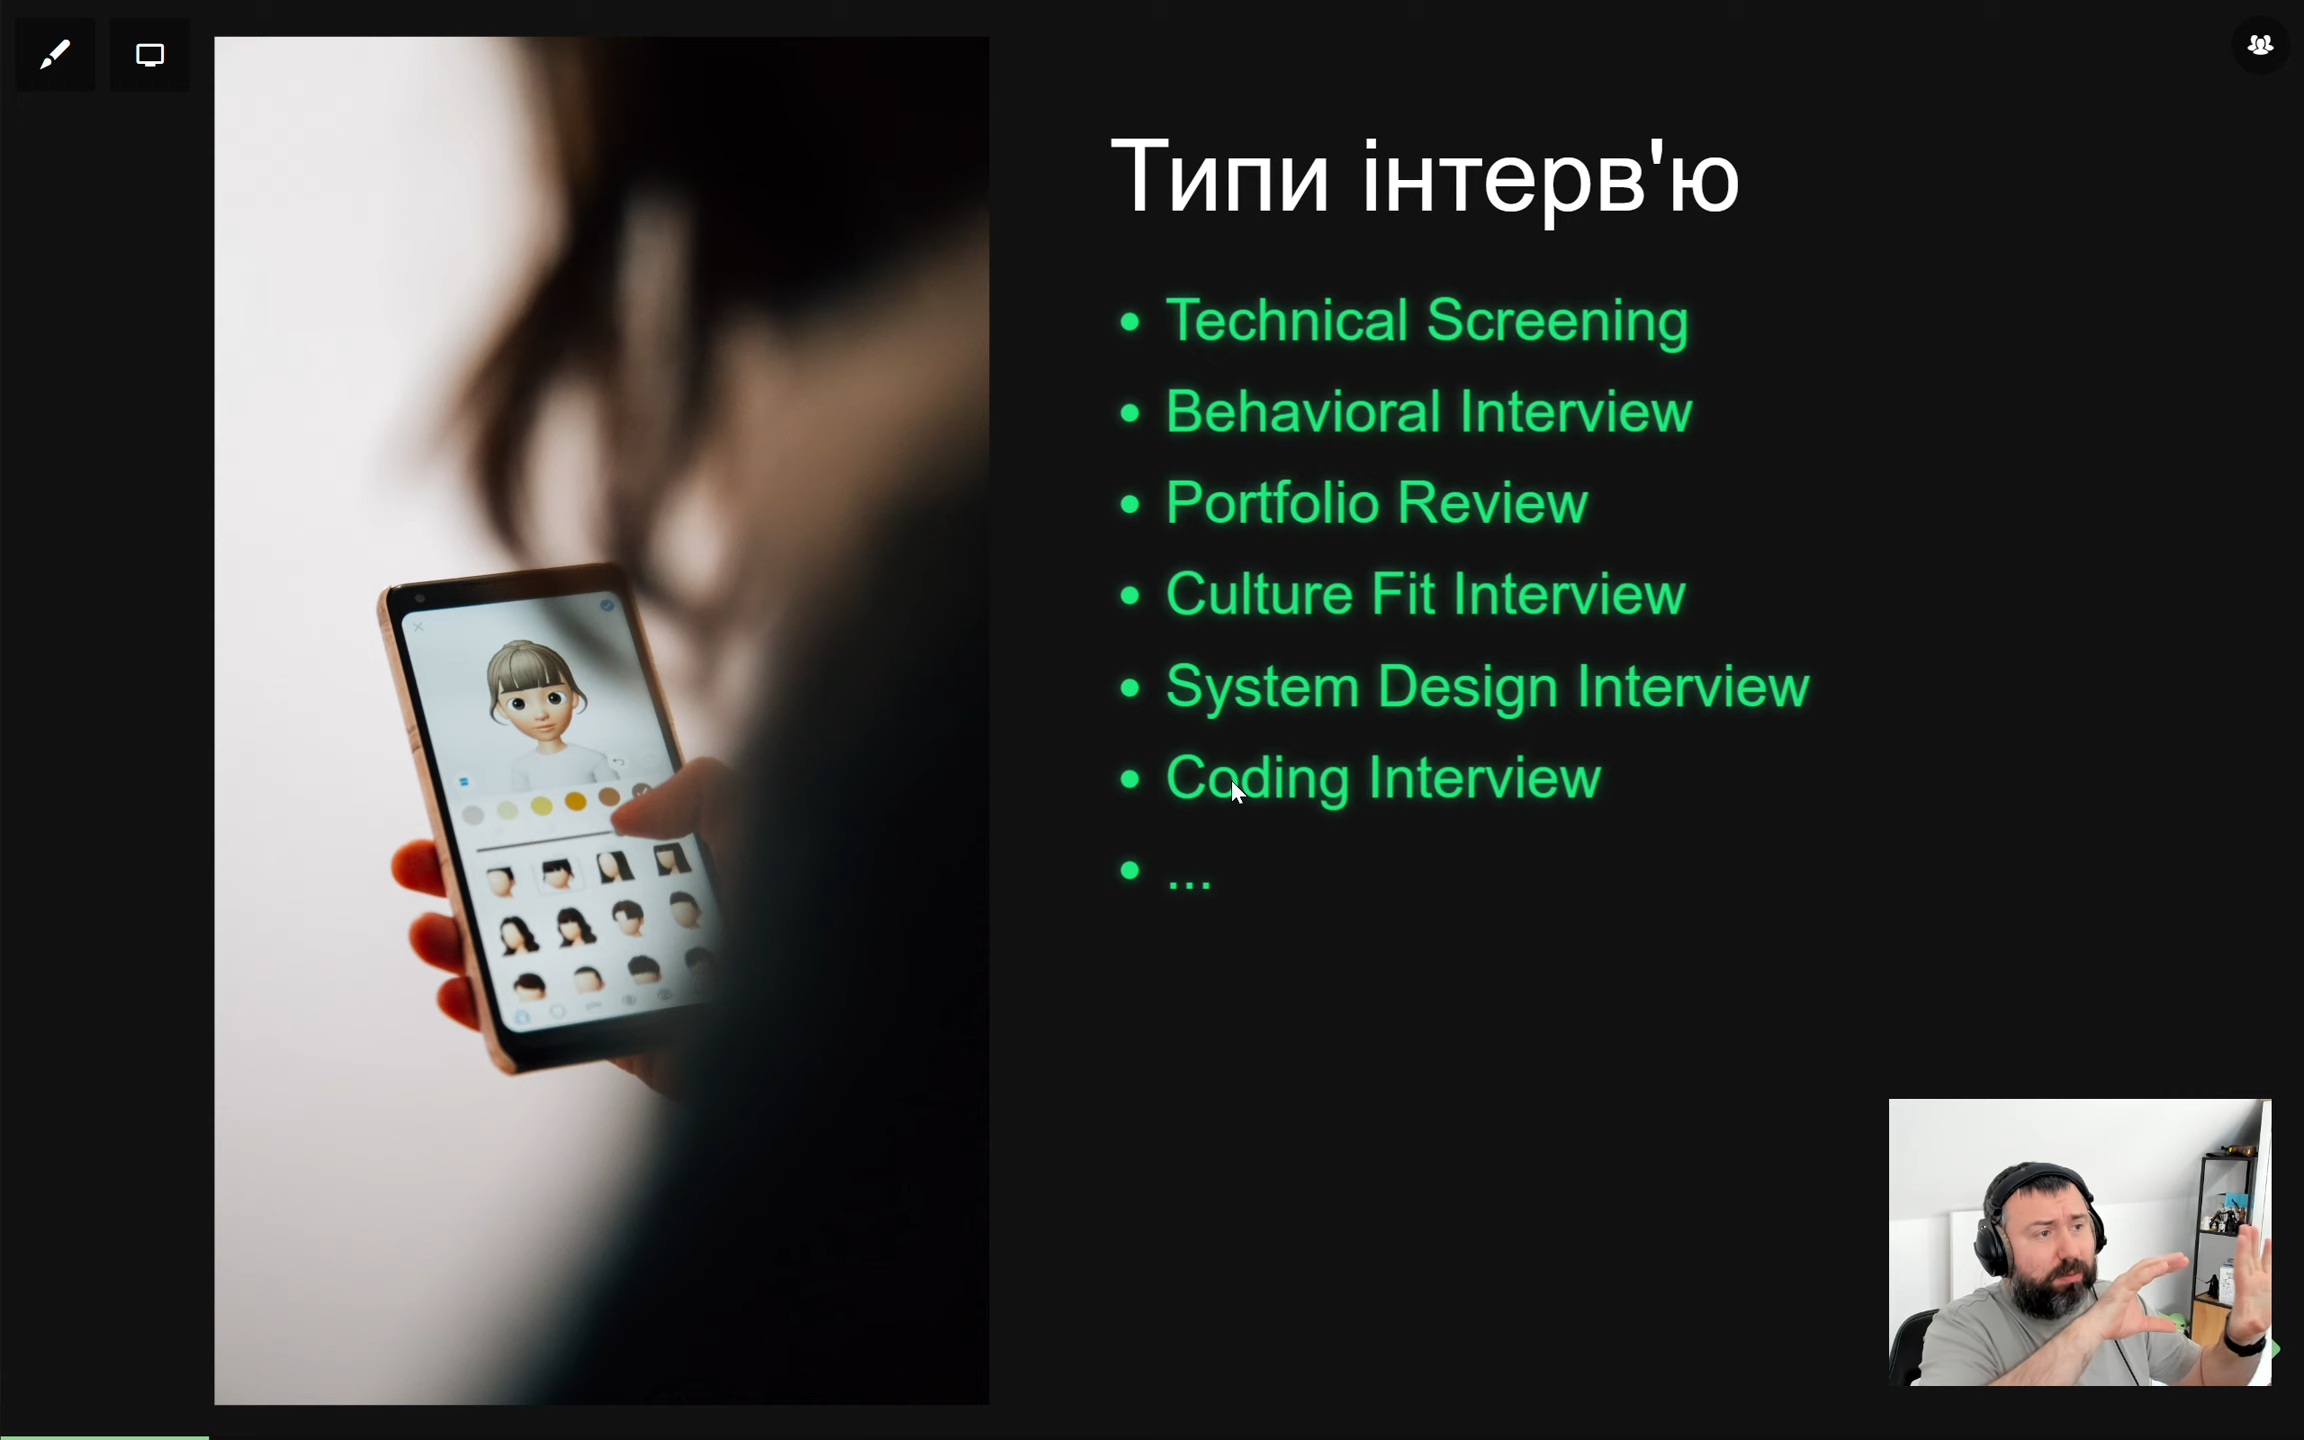 Типи інтерв'ю
• Technical Screening
• Behavioral Interview
• Portfolio Review
• Culture Fit Interview
• System Design Interview
• Coding Interview
• ...